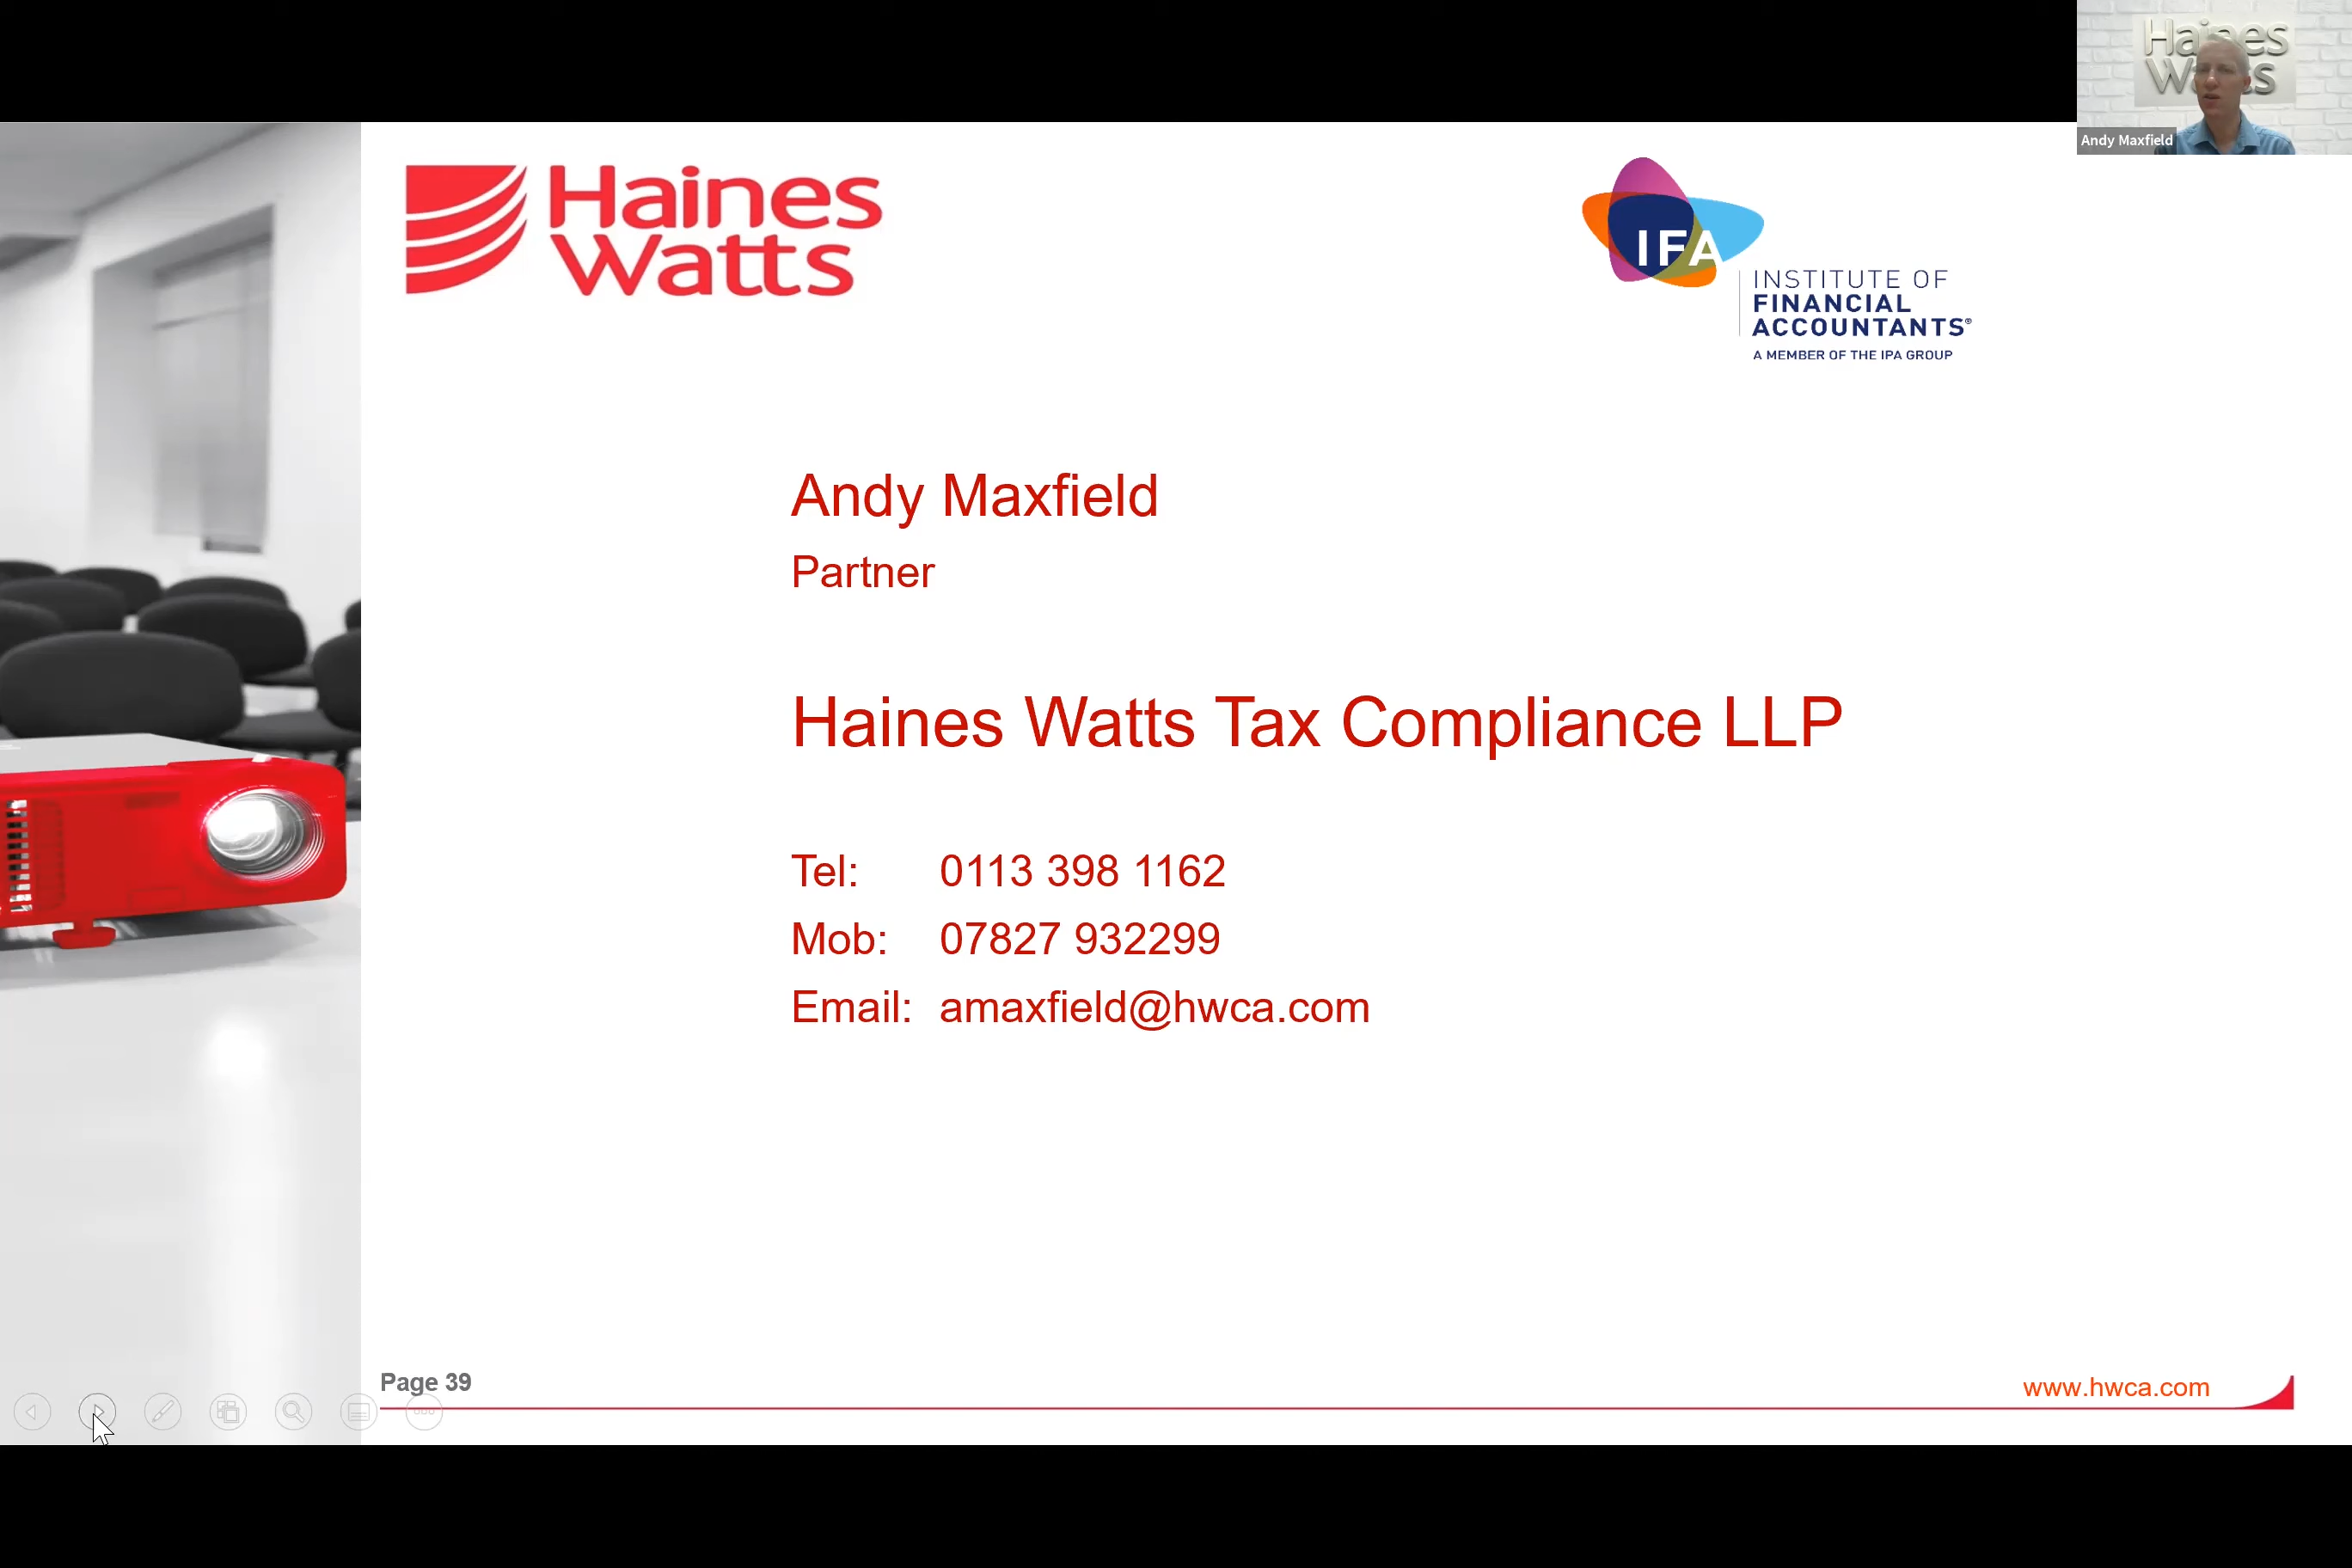 Haines
Watts
Andy Maxfield
Haines
Watts
IFA
INSTITUTE OF
FINANCIAL
ACCOUNTANTS®
A MEMBER OF THE IPA GROUP
Andy Maxfield
Partner
Haines Watts Tax Compliance LLP
Tel: 0113 398 1162
Mob: 07827 932299
Email: amaxfield@hwca.com
Page 39
www.hwca.com